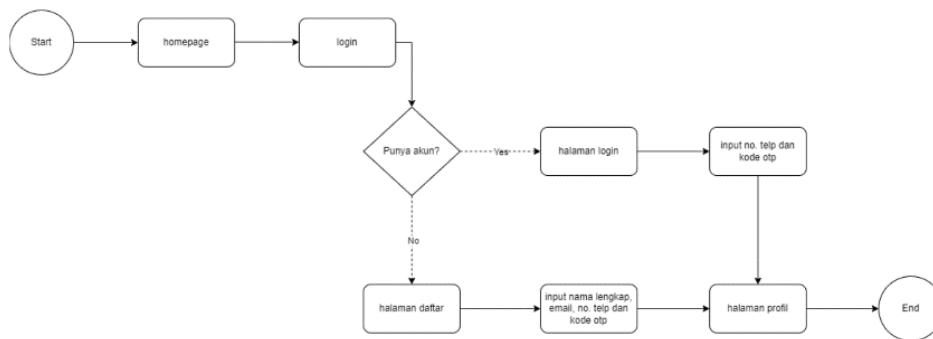 Start
homepage
login
Punya akun?
Yes
halaman login
input no. telp dan
kode otp
No
halaman daftar
input nama lengkap,
email, no. telp dan
kode otp
halaman profil
End